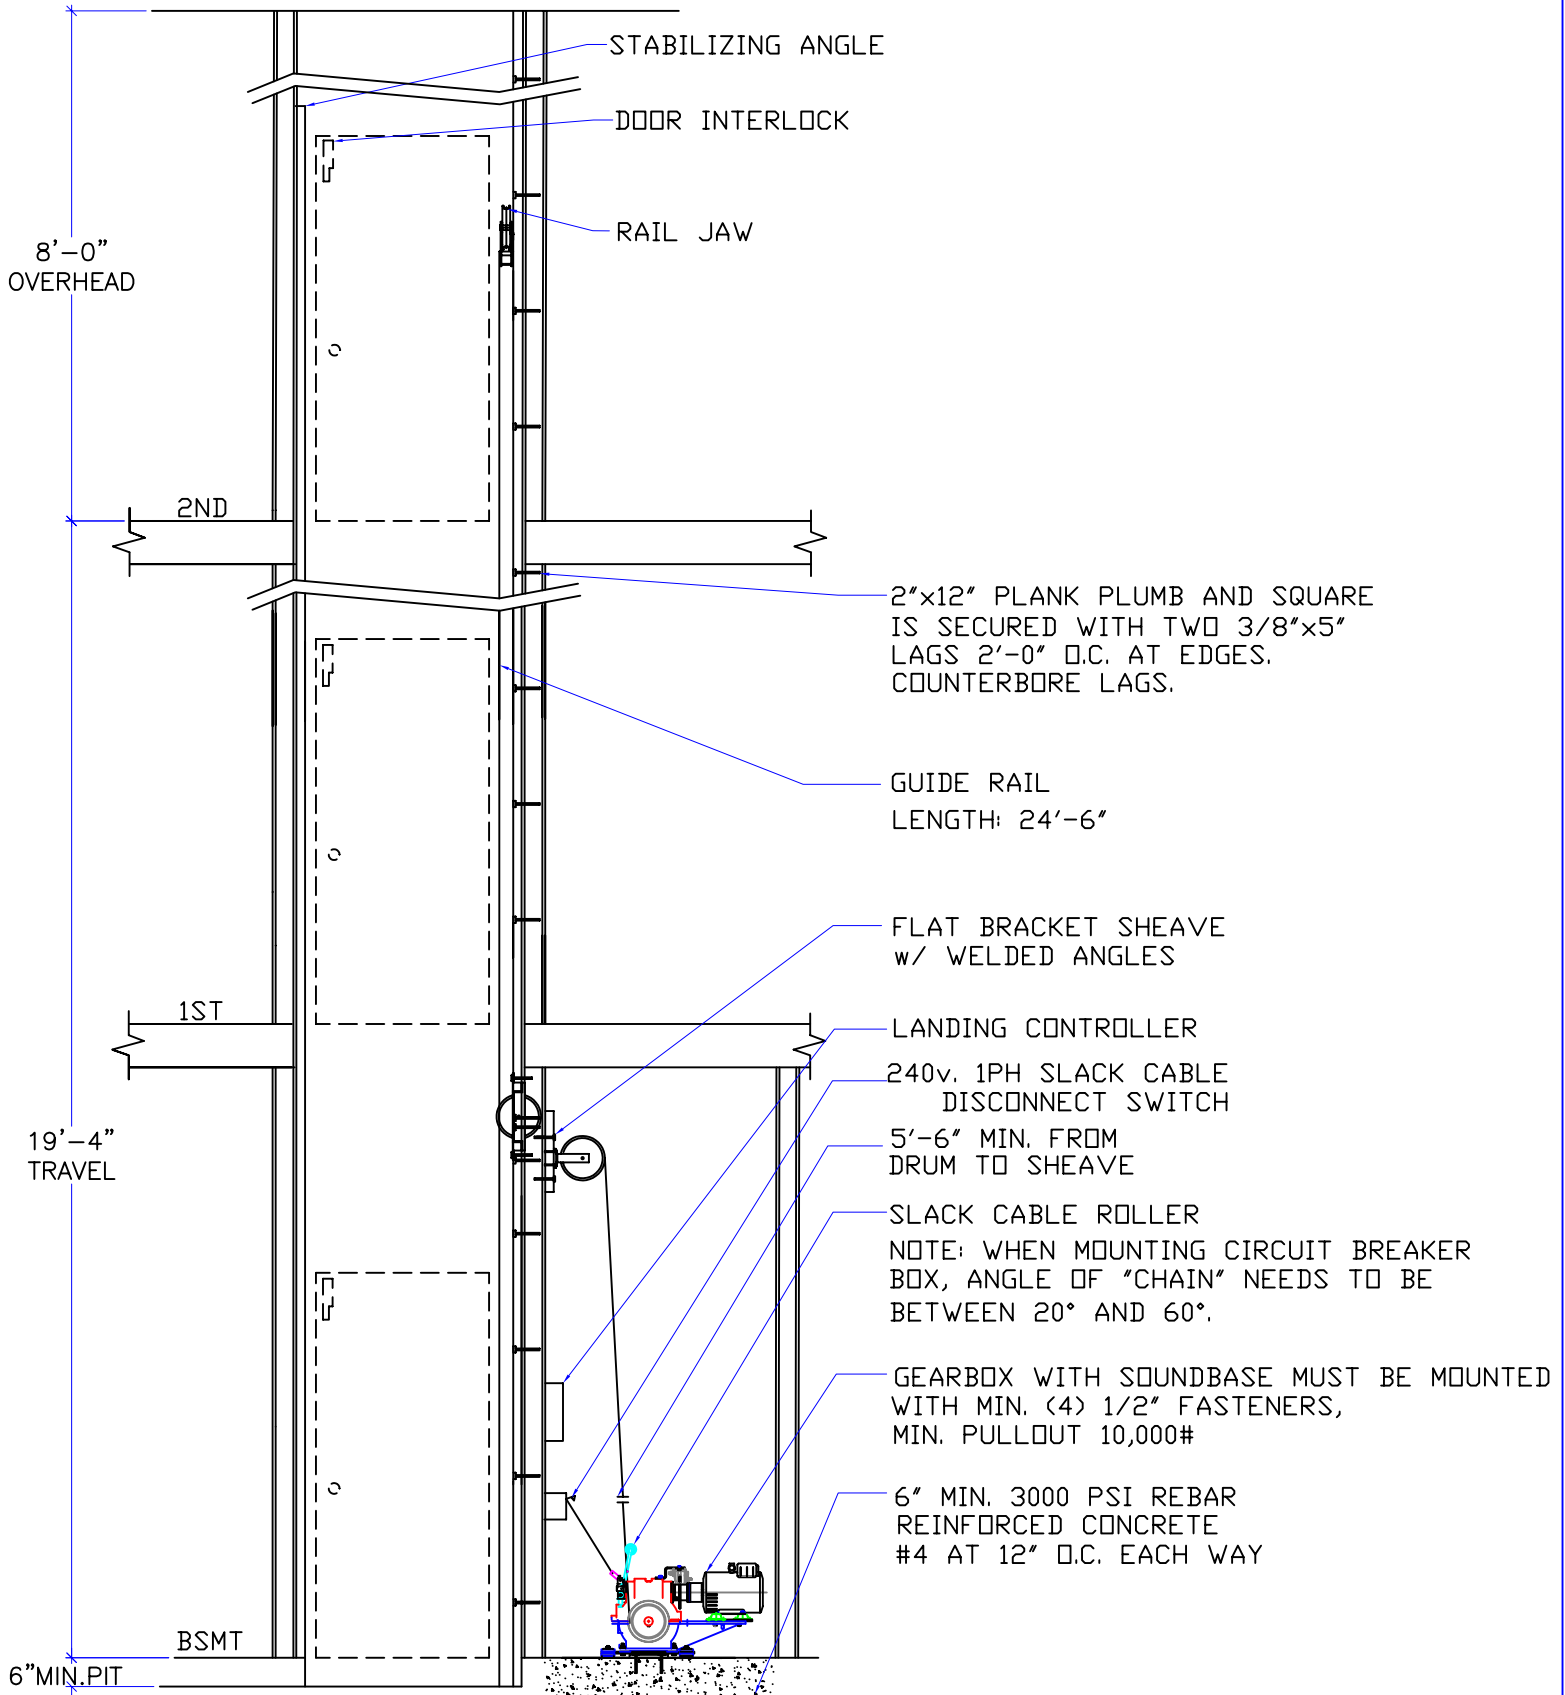 STABILIZING ANGLE
DOOR INTERLOCK
RAIL JAW
8'-0"
OVERHEAD
2ND
2"x12" PLANK PLUMB AND SQUARE
IS SECURED WITH TWO 3/8"x5"
LAGS 2'-0" O.C. AT EDGES.
COUNTERBORE LAGS.
GUIDE RAIL
LENGTH: 24'-6"
FLAT BRACKET SHEAVE
w/ WELDED ANGLES
1ST
LANDING CONTROLLER
240v. 1PH SLACK CABLE
DISCONNECT SWITCH
19'-4"
TRAVEL
5'-6" MIN. FROM
DRUM TO SHEAVE
SLACK CABLE ROLLER
NOTE: WHEN MOUNTING CIRCUIT BREAKER
BOX, ANGLE OF "CHAIN" NEEDS TO BE
BETWEEN 20° AND 60°.
GEARBOX WITH SOUNDBASE MUST BE MOUNTED
WITH MIN. (4) 1/2" FASTENERS,
MIN. PULLOUT 10,000#
6" MIN. 3000 PSI REBAR
REINFORCED CONCRETE
#4 AT 12" O.C. EACH WAY
BSMT
6"MIN.PIT